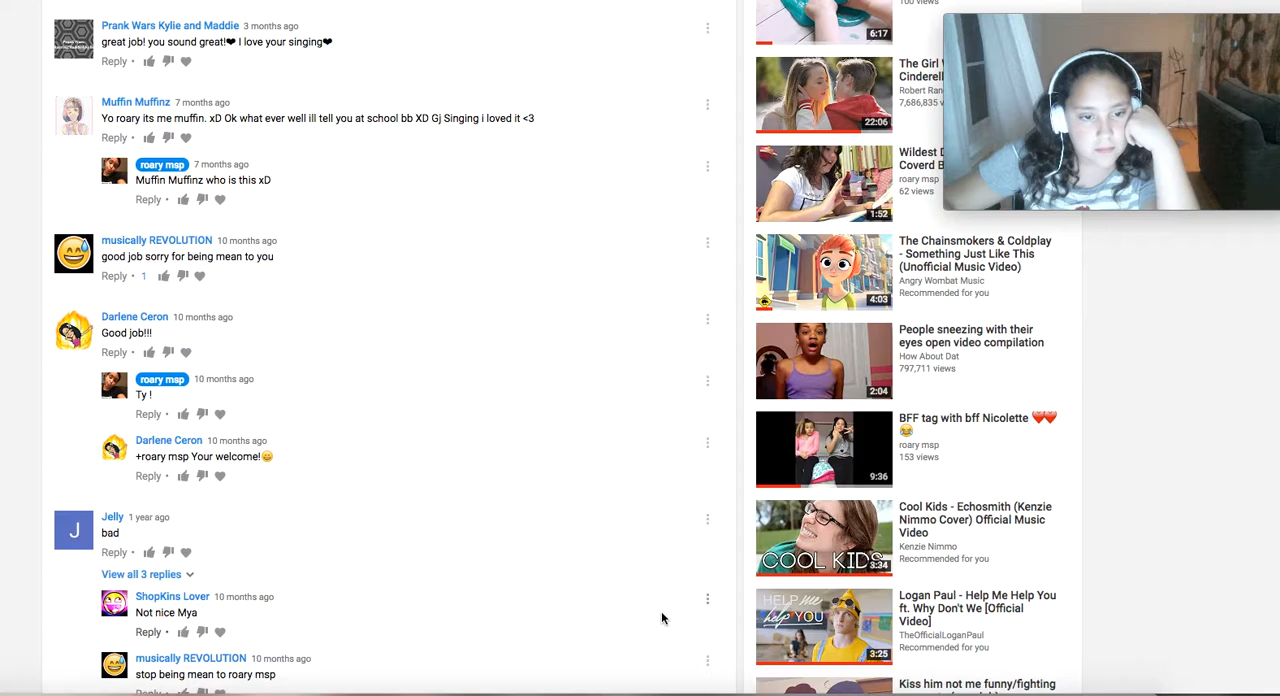 Prank Wars Kylie and Maddie 3 months ago
great job! you sound great!❤ I love your singing❤
Reply •
Muffin Muffinz 7 months ago
Yo roary its me muffin. xD Ok what ever well ill tell you at school bb XD Gj Singing i loved it <3
Reply •
roary msp 7 months ago
Muffin Muffinz who is this xD
Reply •
musically REVOLUTION 10 months ago
good job sorry for being mean to you
Reply • 1
Darlene Ceron 10 months ago
Good job!!!
Reply •
roary msp 10 months ago
Ty !
Reply •
Darlene Ceron 10 months ago
+roary msp Your welcome!😄
Reply •
J
Jelly 1 year ago
bad
Reply •
View all 3 replies
ShopKins Lover 10 months ago
Not nice Mya
Reply •
musically REVOLUTION 10 months ago
stop being mean to roary msp
Reply •
100 views
6:17
The Girl
Cinderell
Robert Ran
7,686,835 v
22:06
Wildest D
Coverd B
roary msp
62 views
1:52
The Chainsmokers & Coldplay
- Something Just Like This
(Unofficial Music Video)
Angry Wombat Music
Recommended for you
4:03
People sneezing with their
eyes open video compilation
How About Dat
797,711 views
2:04
BFF tag with bff Nicolette ❤❤
😂
roary msp
153 views
9:36
Cool Kids - Echosmith (Kenzie
Nimmo Cover) Official Music
Video
Kenzie Nimmo
Recommended for you
COOL KIDS
3:34
Logan Paul - Help Me Help You
ft. Why Don't We [Official
Video]
TheOfficialLoganPaul
Recommended for you
HELP me
help YOU
3:25
Kiss him not me funny/fighting